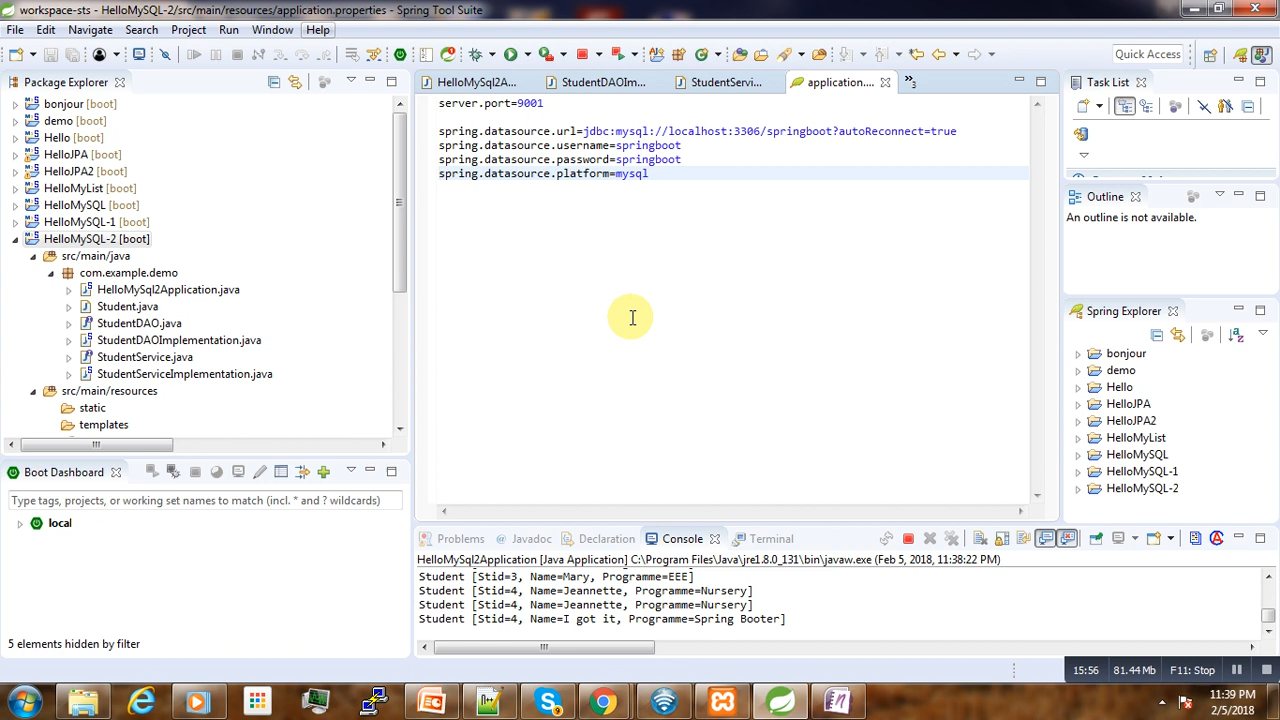 workspace-sts - HelloMySQL-2/src/main/resources/application.properties - Spring Tool Suite
File Edit Navigate Search Project Run Window Help
Quick Access
Package Explorer
bonjour [boot]
demo [boot]
Hello [boot]
HelloJPA [boot]
HelloJPA2 [boot]
HelloMyList [boot]
HelloMySQL [boot]
HelloMySQL-1 [boot]
HelloMySQL-2 [boot]
src/main/java
com.example.demo
HelloMySql2Application.java
Student.java
StudentDAO.java
StudentDAOImplementation.java
StudentService.java
StudentServiceImplementation.java
src/main/resources
static
templates
Boot Dashboard
Type tags, projects, or working set names to match (incl. * and ? wildcards)
local
5 elements hidden by filter
HelloMySql2A... StudentDAOIm... StudentServi... application.... »3
server.port=9001
spring.datasource.url=jdbc:mysql://localhost:3306/springboot?autoReconnect=true
spring.datasource.username=springboot
spring.datasource.password=springboot
spring.datasource.platform=mysql
Task List
Outline
An outline is not available.
Spring Explorer
bonjour
demo
Hello
HelloJPA
HelloJPA2
HelloMyList
HelloMySQL
HelloMySQL-1
HelloMySQL-2
Problems Javadoc Declaration Console Terminal
HelloMySql2Application [Java Application] C:\Program Files\Java\jre1.8.0_131\bin\javaw.exe (Feb 5, 2018, 11:38:22 PM)
Student [Stid=3, Name=Mary, Programme=EEE]
Student [Stid=4, Name=Jeannette, Programme=Nursery]
Student [Stid=4, Name=Jeannette, Programme=Nursery]
Student [Stid=4, Name=I got it, Programme=Spring Booter]
15:56 81.44 Mb F11: Stop
11:39 PM
2/5/2018